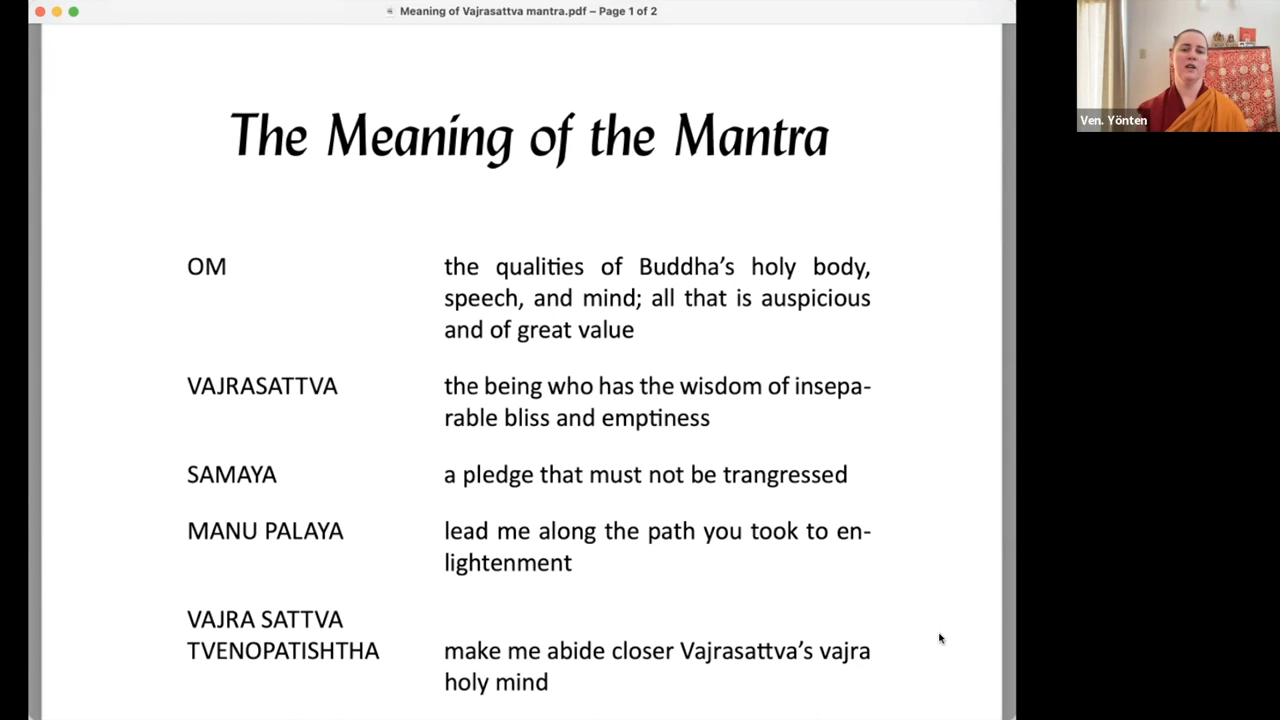 Meaning of Vajrasattva mantra.pdf – Page 1 of 2
Ven. Yönten
The Meaning of the Mantra
OM the qualities of Buddha's holy body,
speech, and mind; all that is auspicious
and of great value
VAJRASATTVA the being who has the wisdom of insepa-
rable bliss and emptiness
SAMAYA a pledge that must not be trangressed
MANU PALAYA lead me along the path you took to en-
lightenment
VAJRA SATTVA
TVENOPATISHTHA make me abide closer Vajrasattva's vajra
holy mind